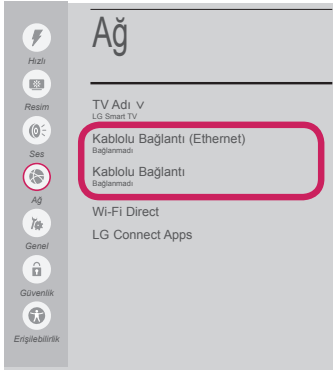 Ağ
Hızlı
Resim
Ses
Ağ
Genel
Güvenlik
Erişilebilirlik
TV Adı ∨
LG Smart TV
Kablolu Bağlantı (Ethernet)
Bağlanmadı
Kablolu Bağlantı
Bağlanmadı
Wi-Fi Direct
LG Connect Apps